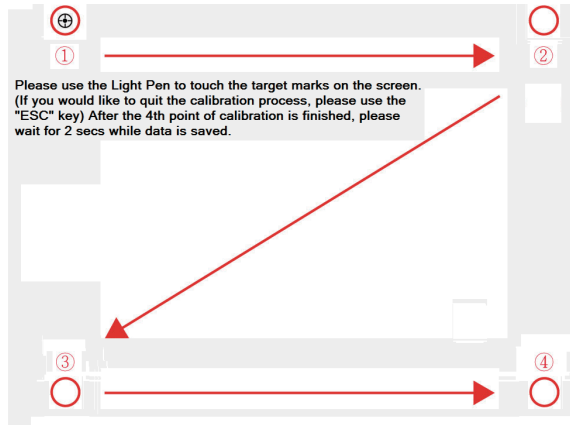 ① ②
Please use the Light Pen to touch the target marks on the screen.
(If you would like to quit the calibration process, please use the
"ESC" key) After the 4th point of calibration is finished, please
wait for 2 secs while data is saved.
③ ④